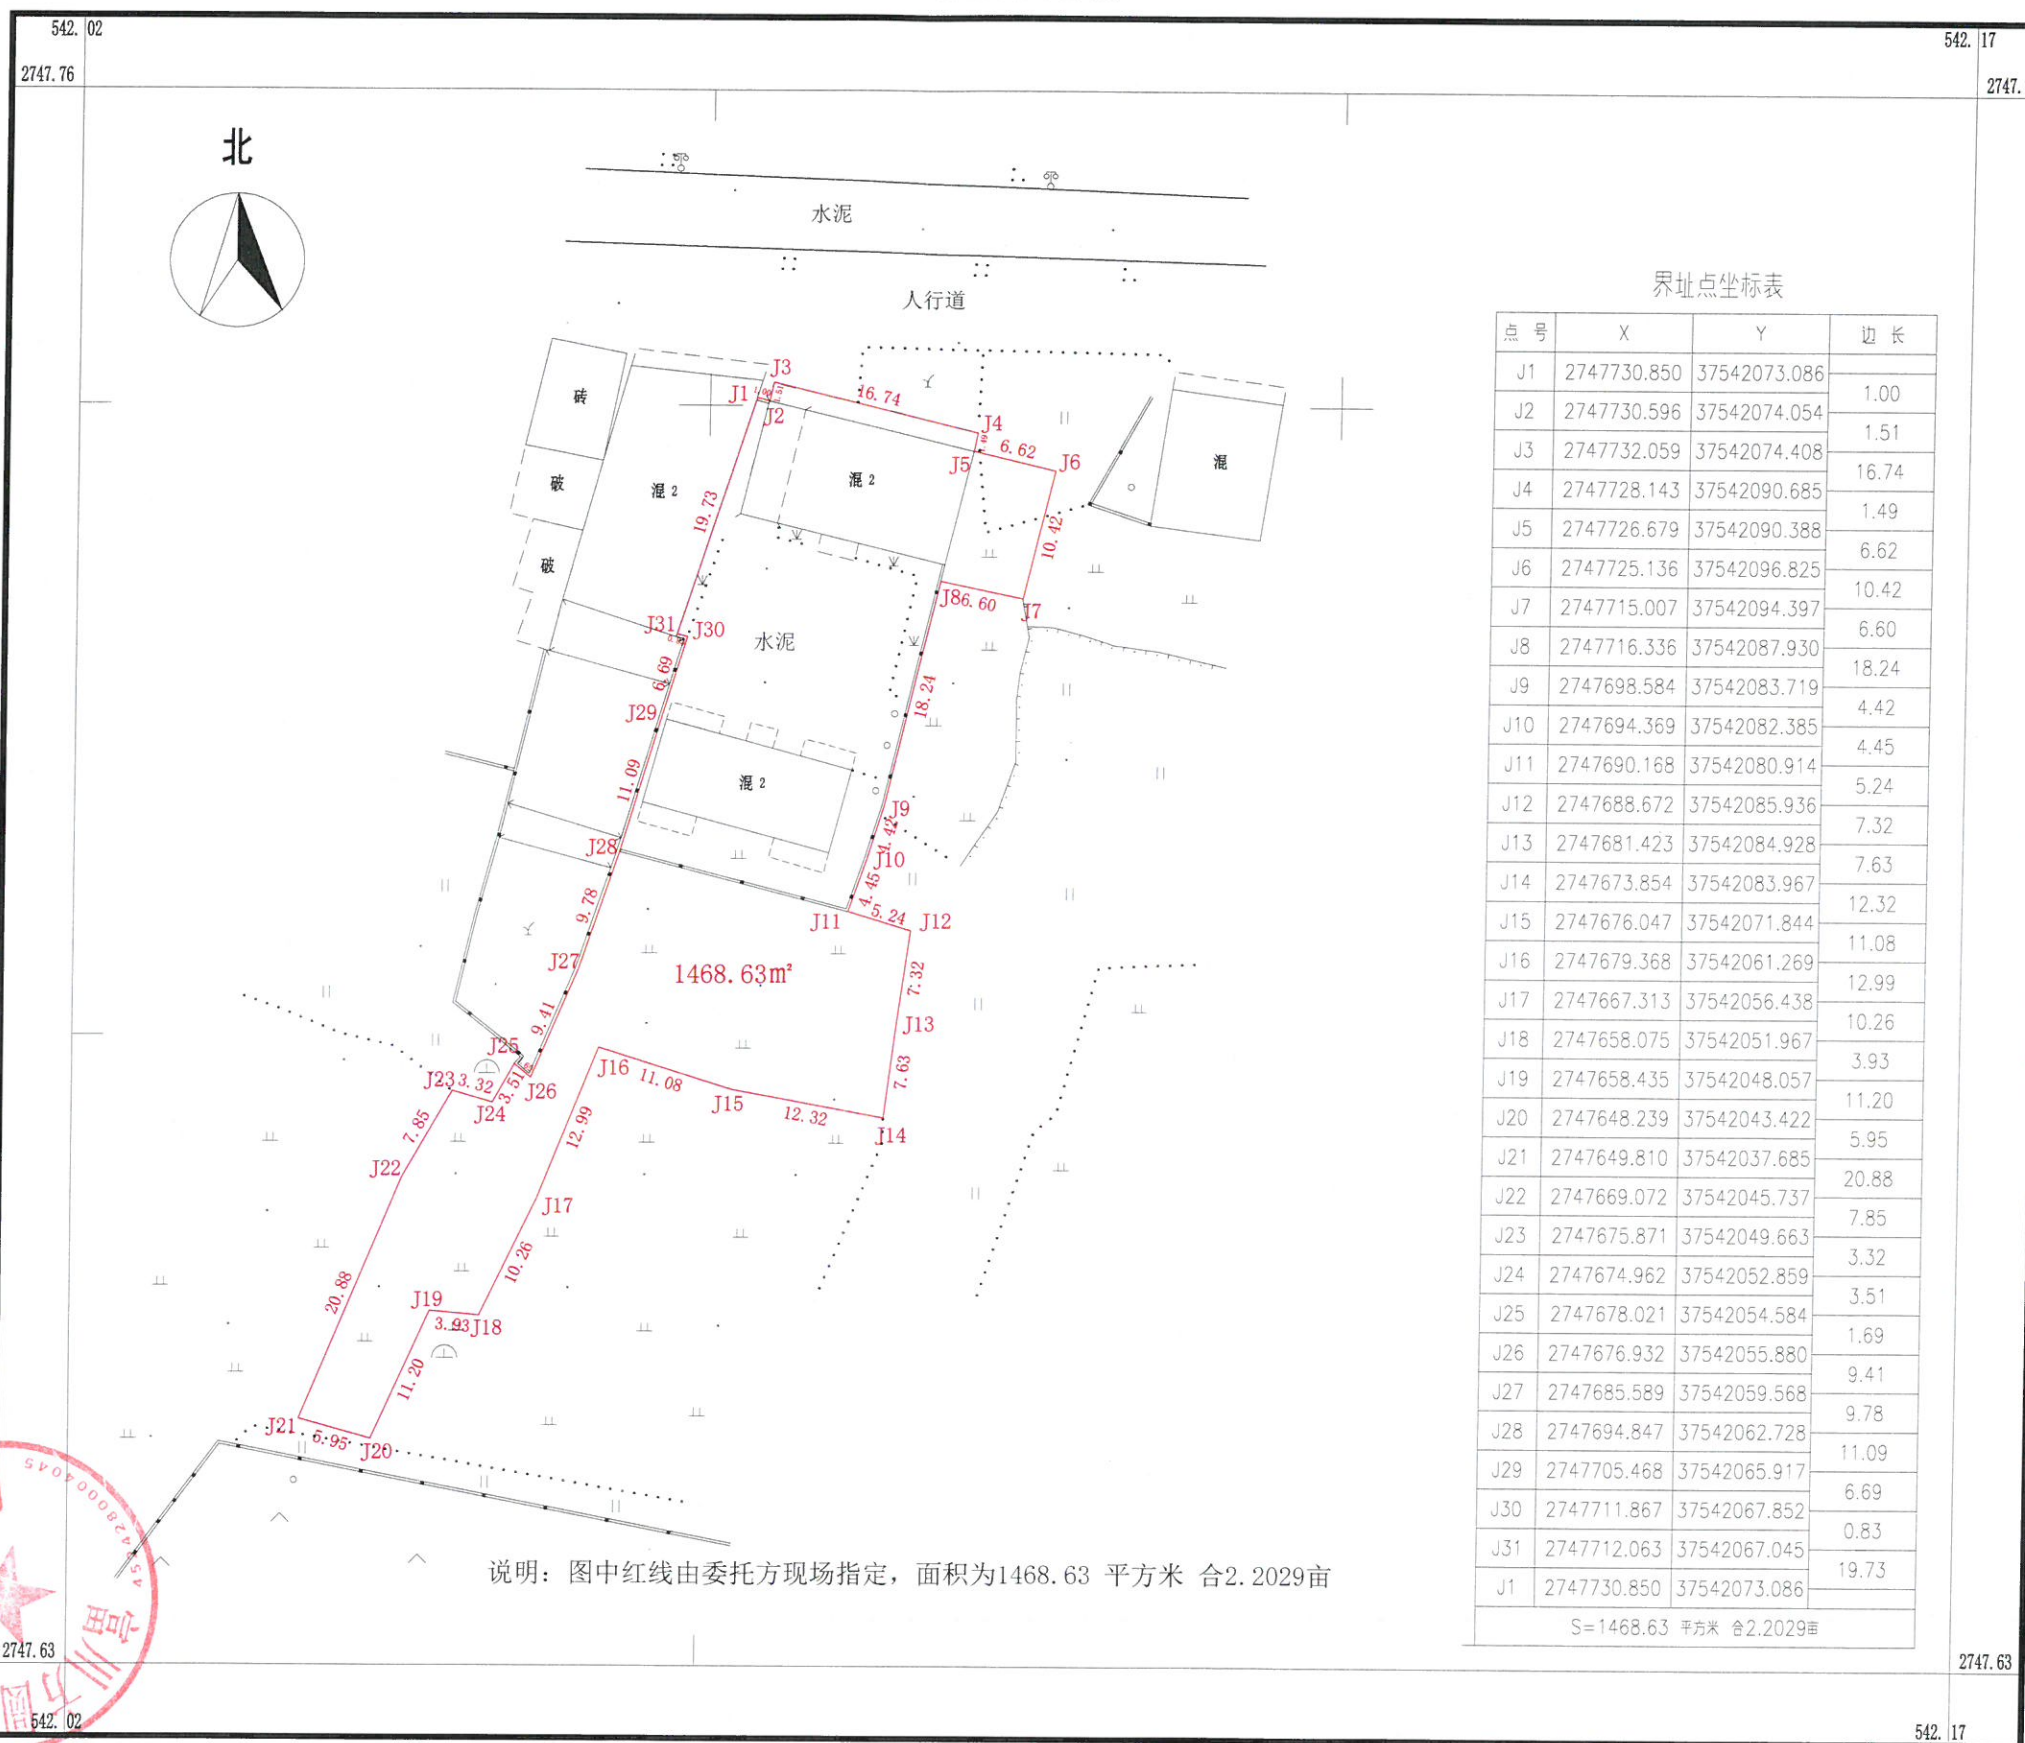 542. 02
542. 17
2747.76
2747.
北
水泥
人行道
砖
破
破
混 2
混 2
混
水泥
混 2
J3
J1
J2
16.74
J4
J5
6.62
J6
19.73
10.42
J31
J30
J8
6.60
J7
6.69
J29
18.24
11.09
J9
4.42
J28
J10
4.45
9.78
J11
5.24
J12
J27
1468.63m²
7.32
9.41
J13
J25
7.63
J23
3.32
J24
3.51
J26
J16
11.08
J15
12.32
J14
7.85
12.99
J22
J17
10.26
20.88
J19
3.93
J18
11.20
J21
5.95
J20
界址点坐标表
点 号 X Y 边 长
J1 2747730.850 37542073.086
1.00
J2 2747730.596 37542074.054
1.51
J3 2747732.059 37542074.408
16.74
J4 2747728.143 37542090.685
1.49
J5 2747726.679 37542090.388
6.62
J6 2747725.136 37542096.825
10.42
J7 2747715.007 37542094.397
6.60
J8 2747716.336 37542087.930
18.24
J9 2747698.584 37542083.719
4.42
J10 2747694.369 37542082.385
4.45
J11 2747690.168 37542080.914
5.24
J12 2747688.672 37542085.936
7.32
J13 2747681.423 37542084.928
7.63
J14 2747673.854 37542083.967
12.32
J15 2747676.047 37542071.844
11.08
J16 2747679.368 37542061.269
12.99
J17 2747667.313 37542056.438
10.26
J18 2747658.075 37542051.967
3.93
J19 2747658.435 37542048.057
11.20
J20 2747648.239 37542043.422
5.95
J21 2747649.810 37542037.685
20.88
J22 2747669.072 37542045.737
7.85
J23 2747675.871 37542049.663
3.32
J24 2747674.962 37542052.859
3.51
J25 2747678.021 37542054.584
1.69
J26 2747676.932 37542055.880
9.41
J27 2747685.589 37542059.568
9.78
J28 2747694.847 37542062.728
11.09
J29 2747705.468 37542065.917
6.69
J30 2747711.867 37542067.852
0.83
J31 2747712.063 37542067.045
19.73
J1 2747730.850 37542073.086
S=1468.63 平方米 合2.2029亩
说明：图中红线由委托方现场指定，面积为1468.63 平方米 合2.2029亩
富川方圆
2747.63
2747.63
542. 02
542. 17